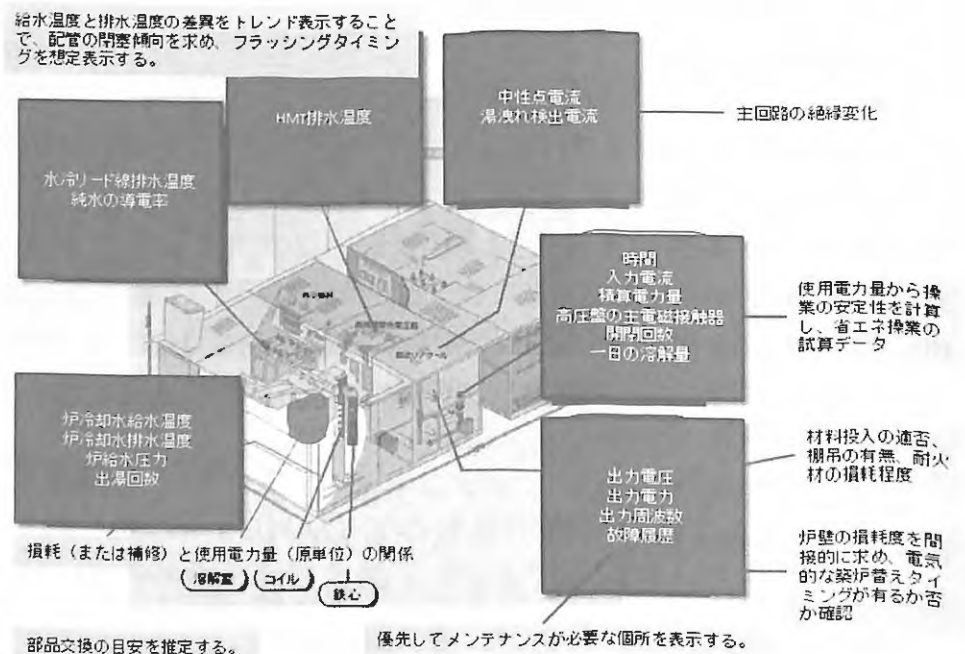 給水温度と排水温度の差異をトレンド表示すること
で、配管の閉塞傾向を求め、フラッシングタイミン
グを想定表示する。
HMT排水温度
中性点電流
湯洩れ検出電流
主回路の絶縁変化
水冷リード線排水温度
純水の導電率
時間
入力電流
積算電力量
高圧盤の主電磁接触器
開閉回数
一日の溶解量
使用電力量から操
業の安定性を計算
し、省エネ操業の
試算データ
炉冷却水給水温度
炉冷却水排水温度
炉給水圧力
出湯回数
出力電圧
出力電力
出力周波数
故障履歴
材料投入の適否、
棚吊の有無、耐火
材の損耗程度
炉壁の損耗度を間
接的に求め、電気
的な築炉替えタイ
ミングが有るか否
か確認
損耗（または補修）と使用電力量（原単位）の関係
溶解室
コイル
鉄心
部品交換の目安を推定する。
優先してメンテナンスが必要な個所を表示する。